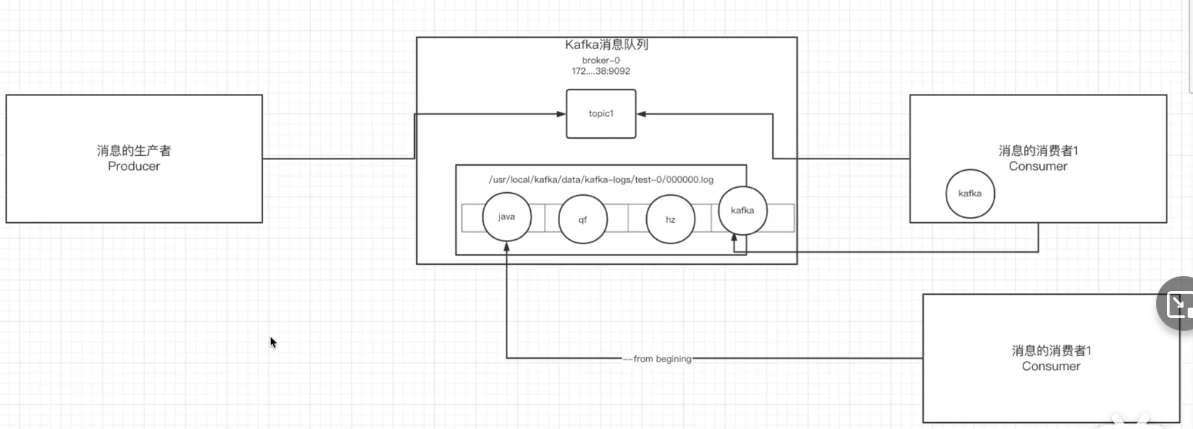 Kafka消息队列
broker-0
172....38:9092
topic1
消息的生产者
Producer
消息的消费者1
Consumer
kafka
/usr/local/kafka/data/kafka-logs/test-0/000000.log
java
qf
hz
kafka
--from begining
消息的消费者1
Consumer